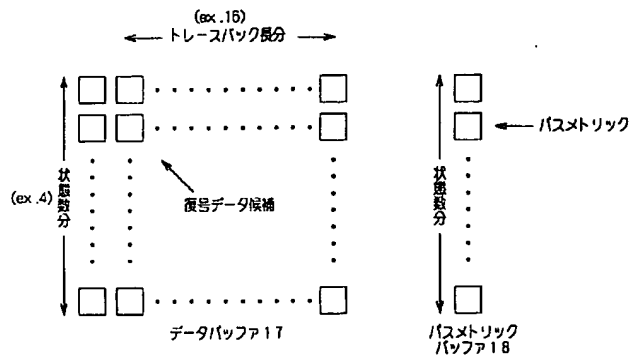 (ex.16)
トレースバック長分
(ex.4)
状態数分
復号データ候補
データバッファ17
状態数分
パスメトリック
パスメトリック
バッファ18